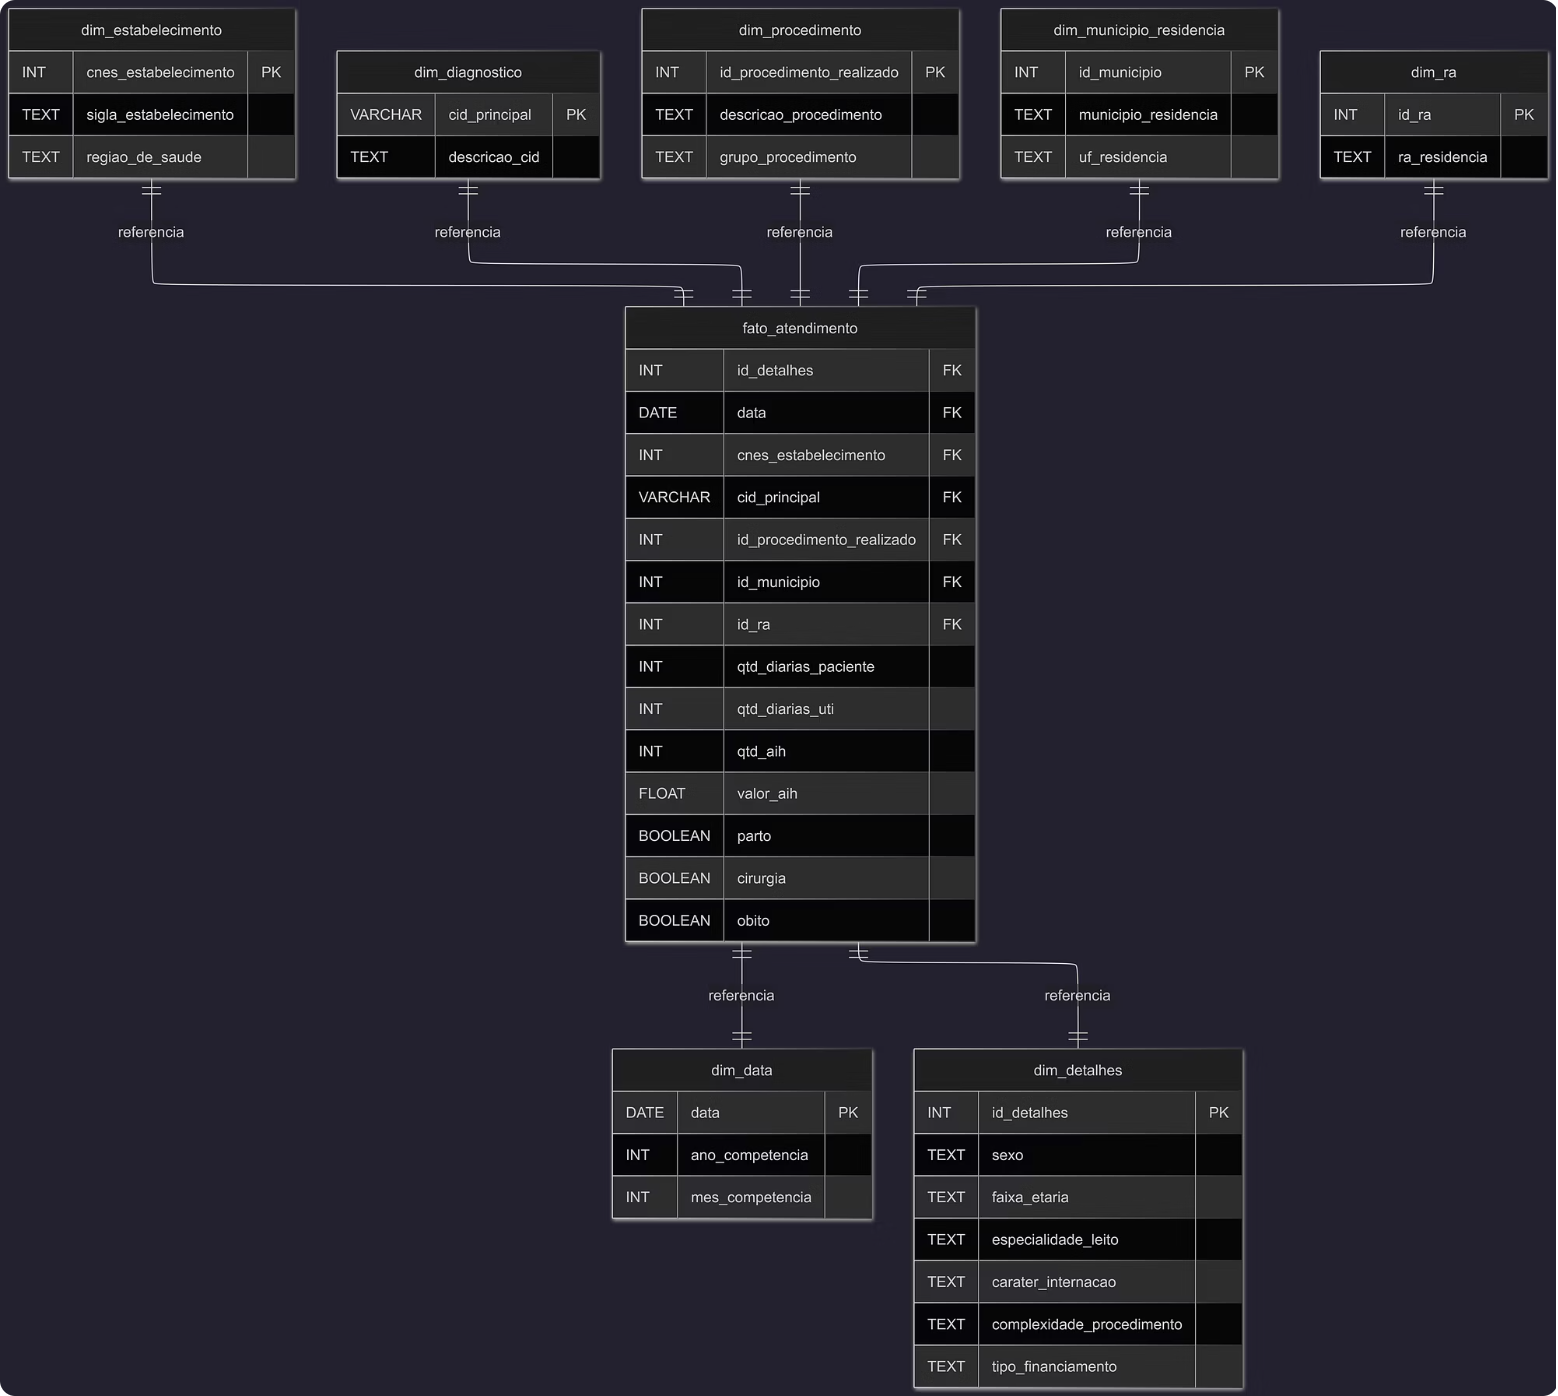 dim_estabelecimento
INT cnes_estabelecimento PK
TEXT sigla_estabelecimento
TEXT regiao_de_saude
dim_diagnostico
VARCHAR cid_principal PK
TEXT descricao_cid
dim_procedimento
INT id_procedimento_realizado PK
TEXT descricao_procedimento
TEXT grupo_procedimento
dim_municipio_residencia
INT id_municipio PK
TEXT municipio_residencia
TEXT uf_residencia
dim_ra
INT id_ra PK
TEXT ra_residencia
referencia
referencia
referencia
referencia
referencia
fato_atendimento
INT id_detalhes FK
DATE data FK
INT cnes_estabelecimento FK
VARCHAR cid_principal FK
INT id_procedimento_realizado FK
INT id_municipio FK
INT id_ra FK
INT qtd_diarias_paciente
INT qtd_diarias_uti
INT qtd_aih
FLOAT valor_aih
BOOLEAN parto
BOOLEAN cirurgia
BOOLEAN obito
referencia
referencia
dim_data
DATE data PK
INT ano_competencia
INT mes_competencia
dim_detalhes
INT id_detalhes PK
TEXT sexo
TEXT faixa_etaria
TEXT especialidade_leito
TEXT carater_internacao
TEXT complexidade_procedimento
TEXT tipo_financiamento